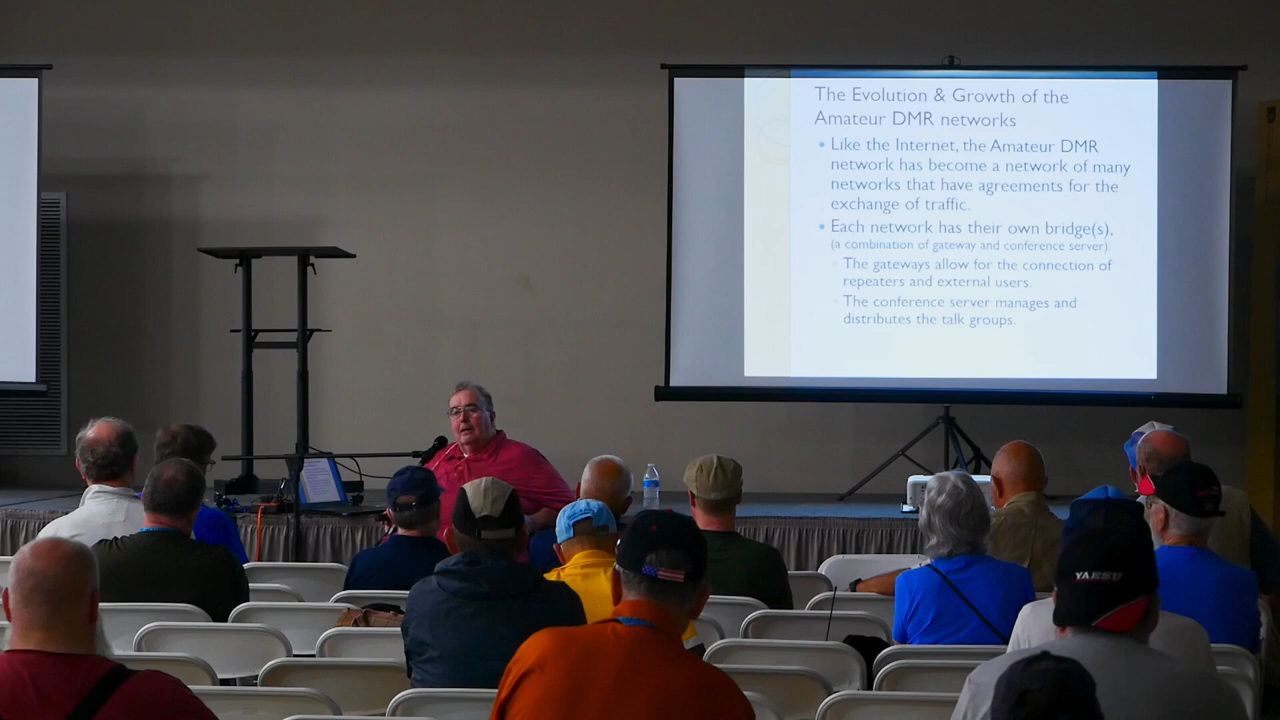 The Evolution & Growth of the
Amateur DMR networks
• Like the Internet, the Amateur DMR
network has become a network of many
networks that have agreements for the
exchange of traffic.
• Each network has their own bridge(s),
(a combination of gateway and conference server)
The gateways allow for the connection of
repeaters and external users.
The conference server manages and
distributes the talk groups.
YAESU